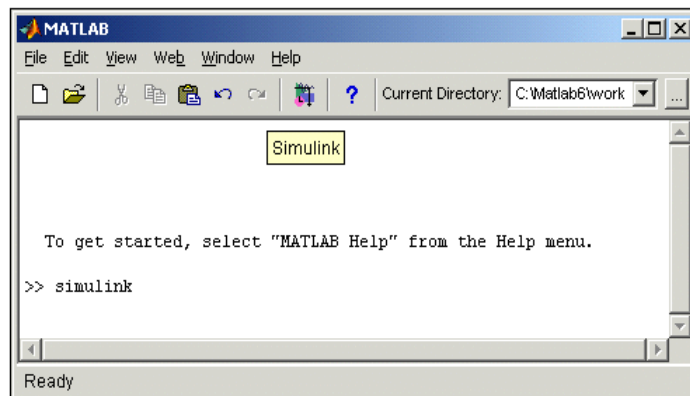 MATLAB
File Edit View Web Window Help
? Current Directory: C:\Matlab6\work ...
Simulink
To get started, select "MATLAB Help" from the Help menu.
>> simulink
Ready